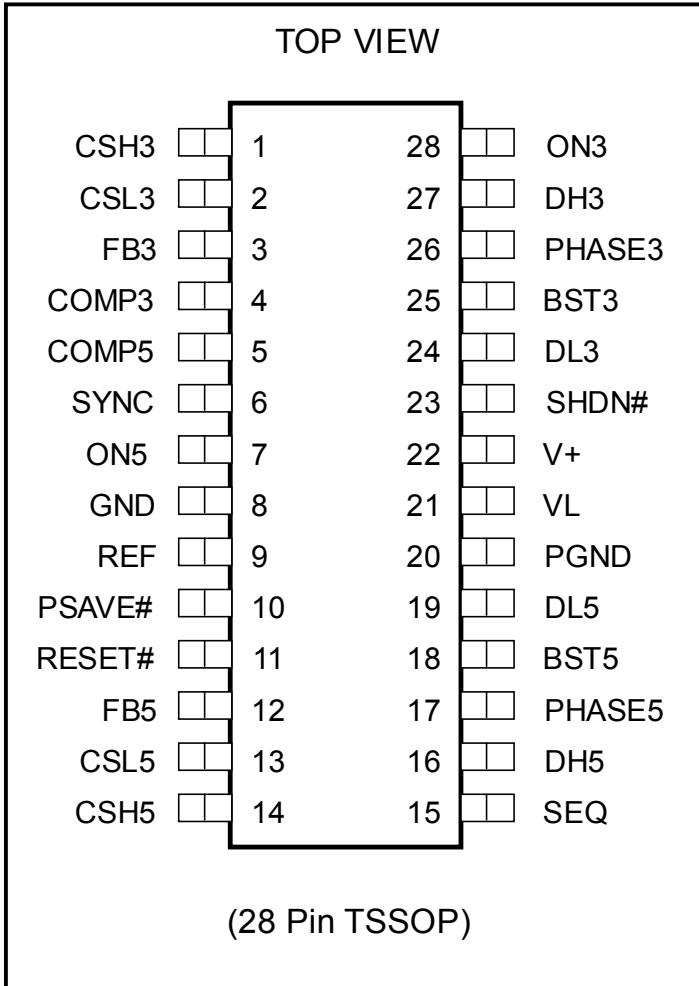 TOP VIEW
CSH3 1 28 ON3
CSL3 2 27 DH3
FB3 3 26 PHASE3
COMP3 4 25 BST3
COMP5 5 24 DL3
SYNC 6 23 SHDN#
ON5 7 22 V+
GND 8 21 VL
REF 9 20 PGND
PSAVE# 10 19 DL5
RESET# 11 18 BST5
FB5 12 17 PHASE5
CSL5 13 16 DH5
CSH5 14 15 SEQ
(28 Pin TSSOP)